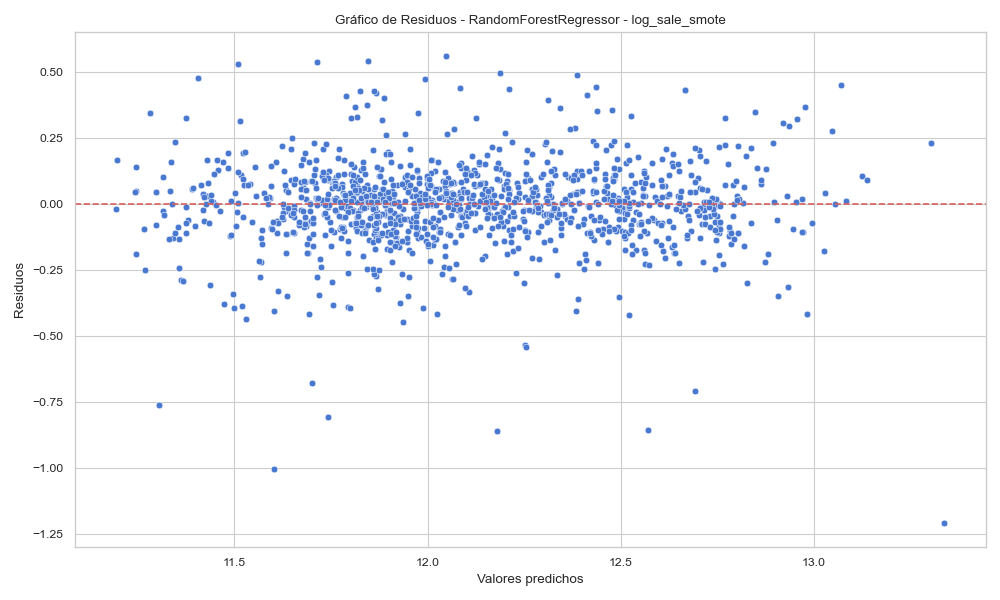 Gráfico de Residuos - RandomForestRegressor - log_sale_smote
0.50
0.25
0.00
−0.25
−0.50
−0.75
−1.00
−1.25
Residuos
11.5 12.0 12.5 13.0
Valores predichos